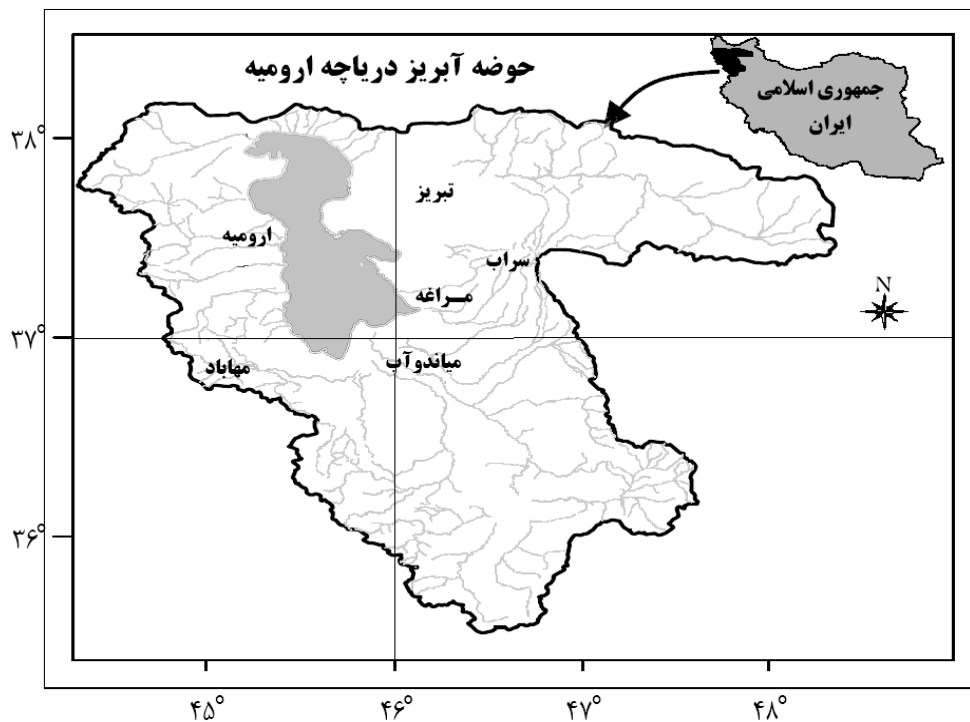 حوضه آبریز دریاچه ارومیه
جمهوری اسلامی
ایران
۳۸°
تبریز
ارومیه
سراب
مـراغه
N
۳۷°
میاندوآب
مهاباد
۳۶°
۴۵°
۴۶°
۴۷°
۴۸°